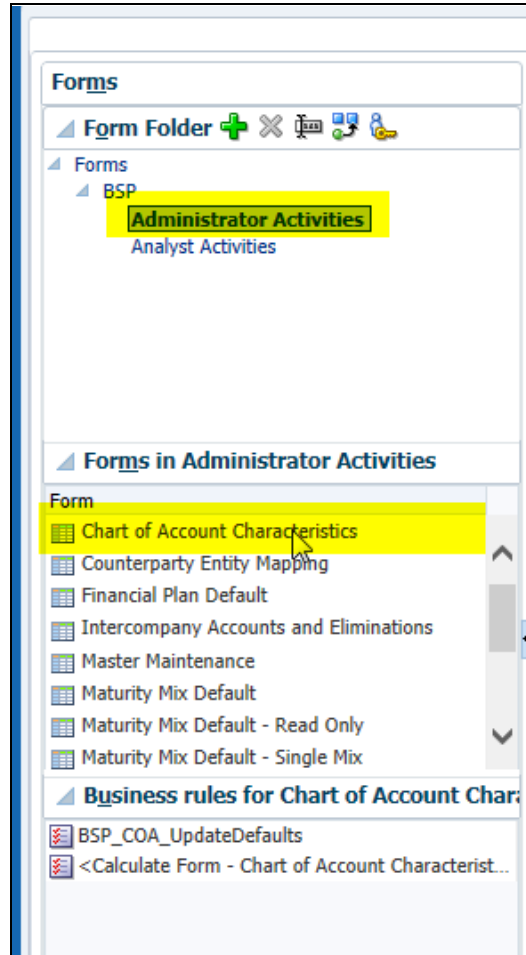 Forms
Form Folder
Forms
BSP
Administrator Activities
Analyst Activities
Forms in Administrator Activities
Form
Chart of Account Characteristics
Counterparty Entity Mapping
Financial Plan Default
Intercompany Accounts and Eliminations
Master Maintenance
Maturity Mix Default
Maturity Mix Default - Read Only
Maturity Mix Default - Single Mix
Business rules for Chart of Account Chara
BSP_COA_UpdateDefaults
<Calculate Form - Chart of Account Characterist...